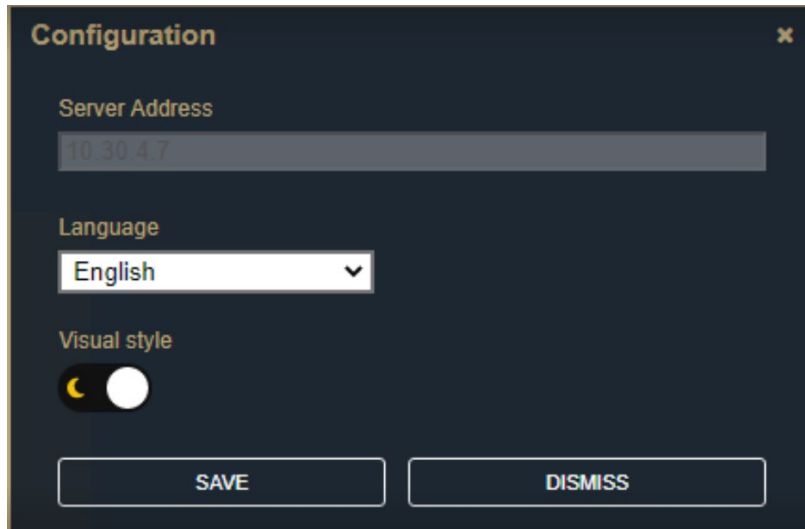 Configuration
Server Address
10.30.4.7
Language
English
Visual style
SAVE
DISMISS